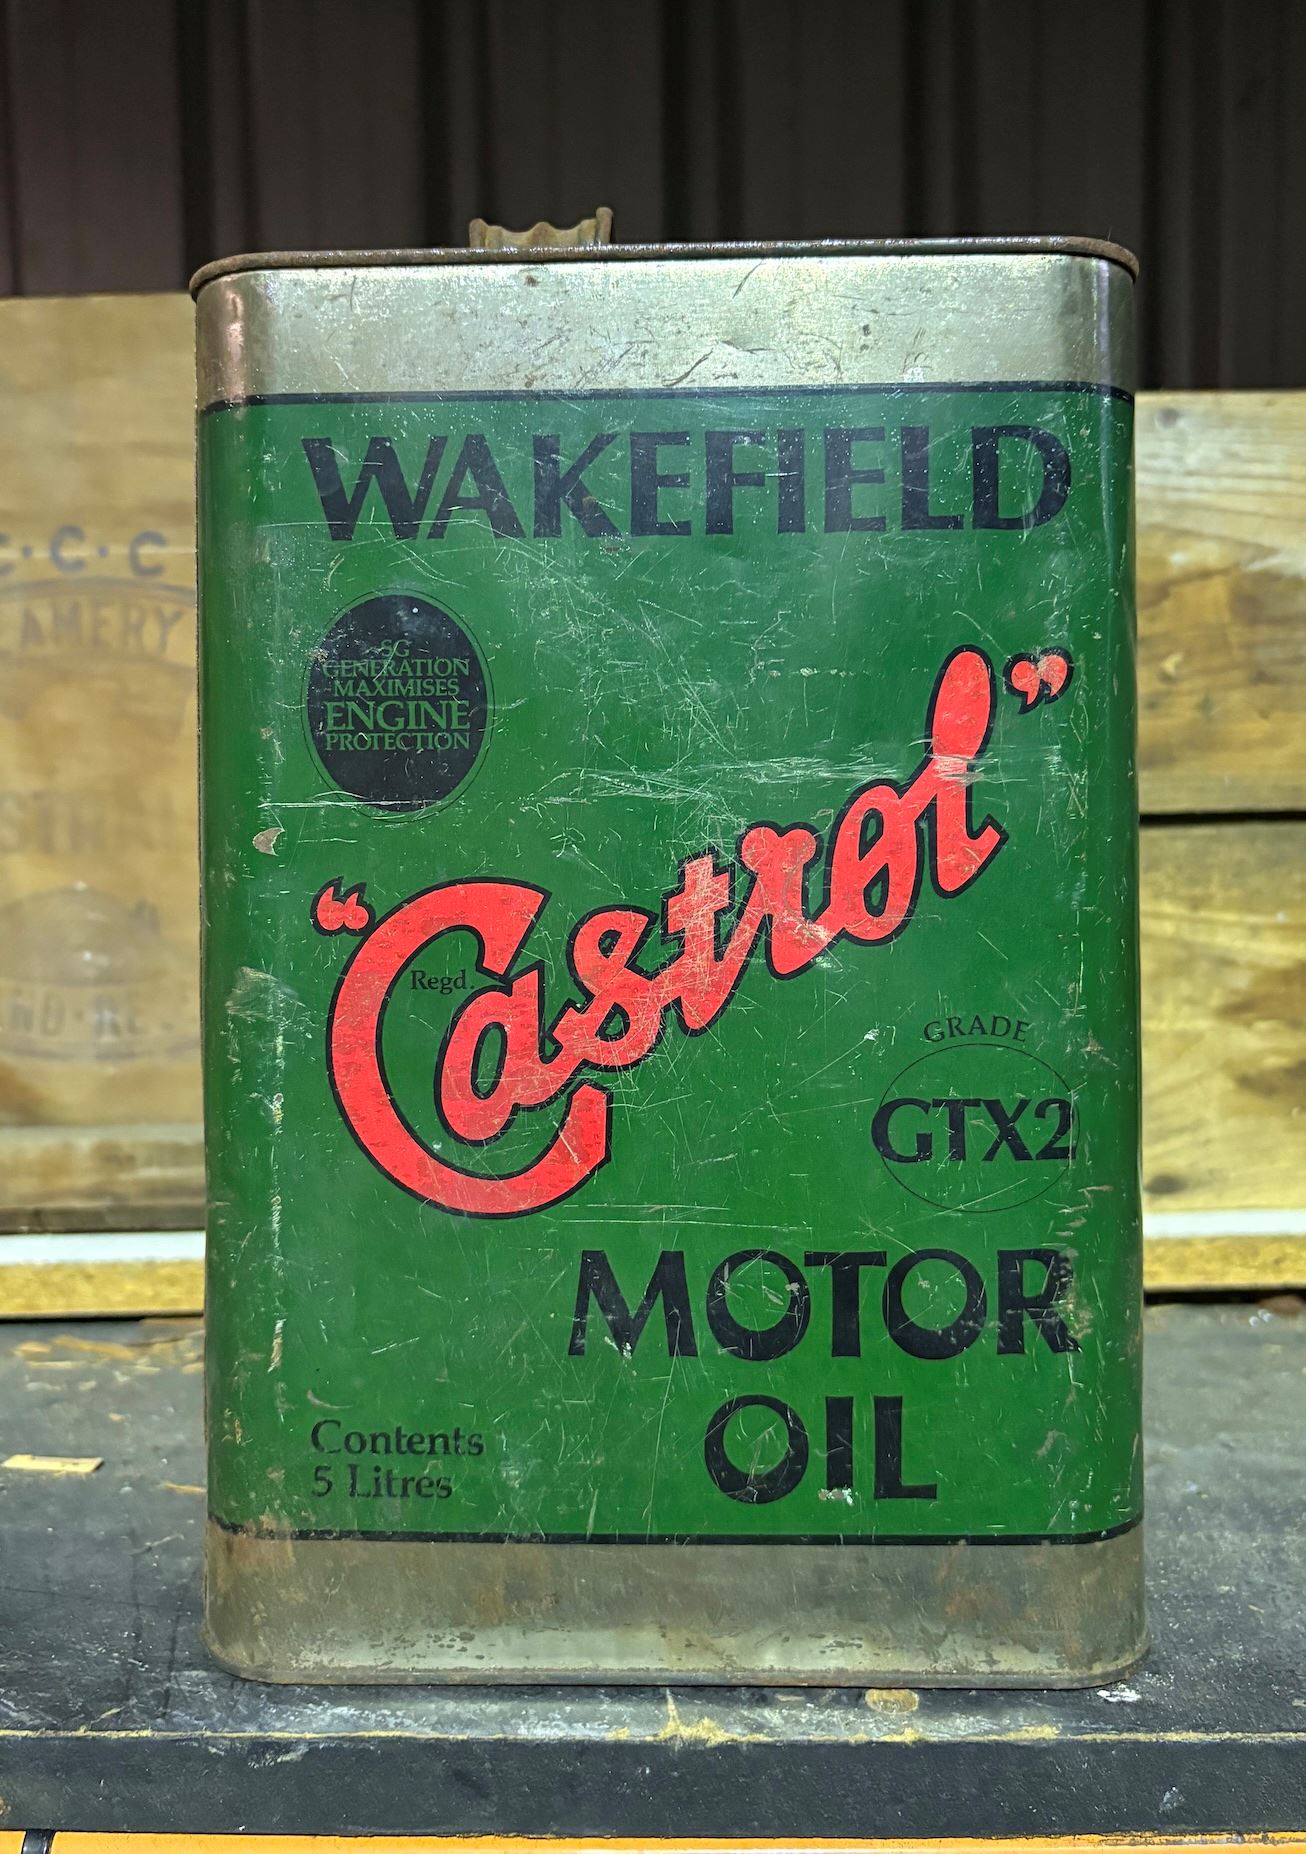 WAKEFIELD
SG
GENERATION
MAXIMISES
ENGINE
PROTECTION
"Castrol"
Regd.
GRADE
GTX2
MOTOR
OIL
Contents
5 Litres
C·C·C